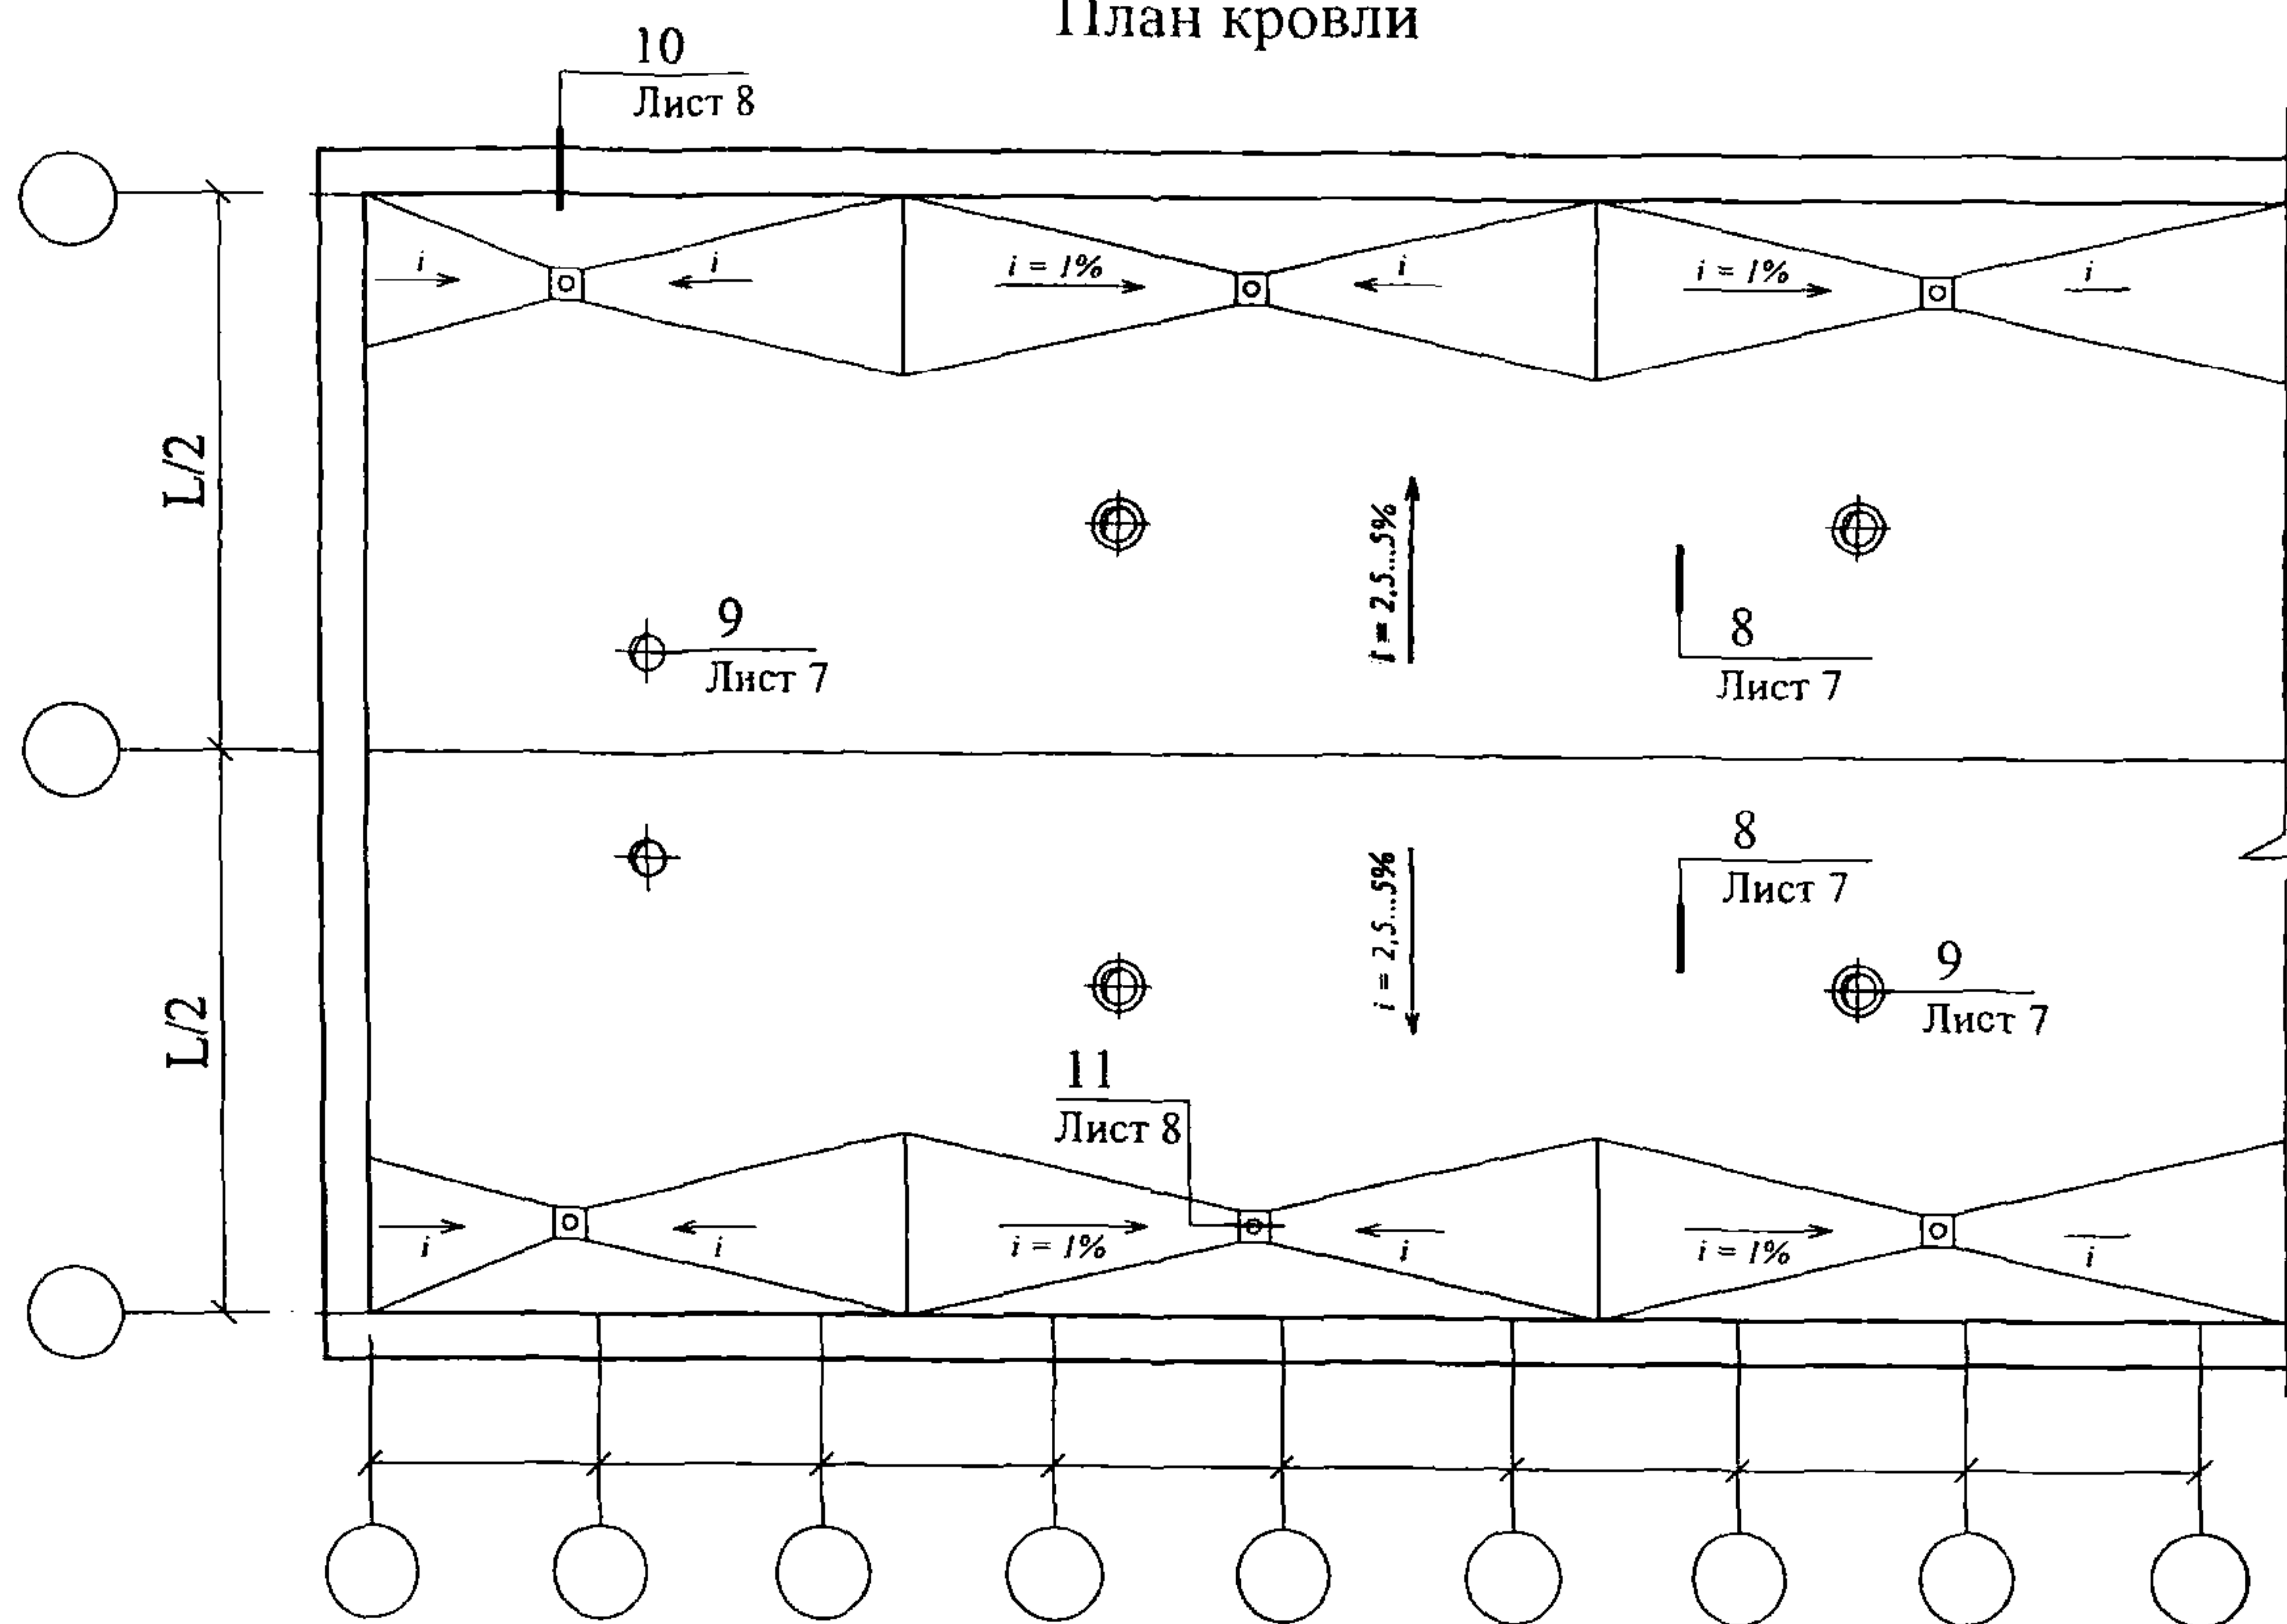 План кровли
10
Лист 8
i
i
i = 1%
i
i = 1%
i
L/2
i = 2,5...5%
9
Лист 7
8
Лист 7
8
Лист 7
L/2
i = 2,5...5%
9
Лист 7
11
Лист 8
i
i
i = 1%
i
i = 1%
i